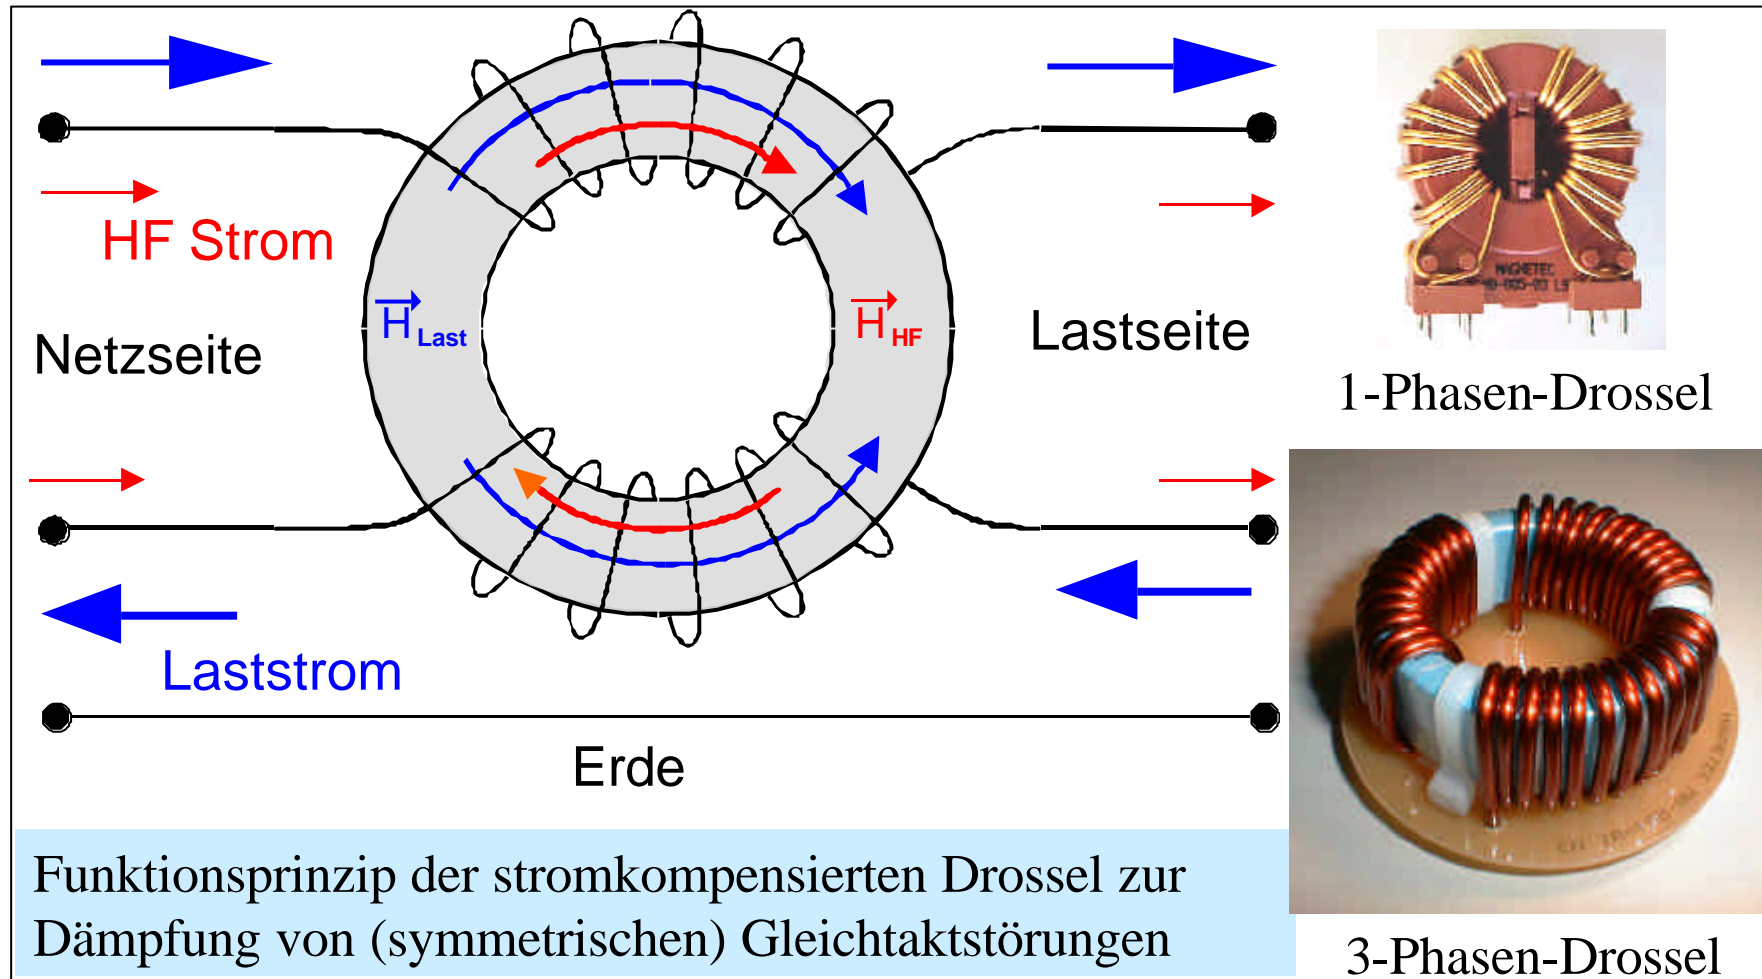 HF Strom
H Last
H HF
Netzseite
Lastseite
Laststrom
Erde
MAGNETEC
1-Phasen-Drossel
3-Phasen-Drossel
Funktionsprinzip der stromkompensierten Drossel zur
Dämpfung von (symmetrischen) Gleichtaktstörungen